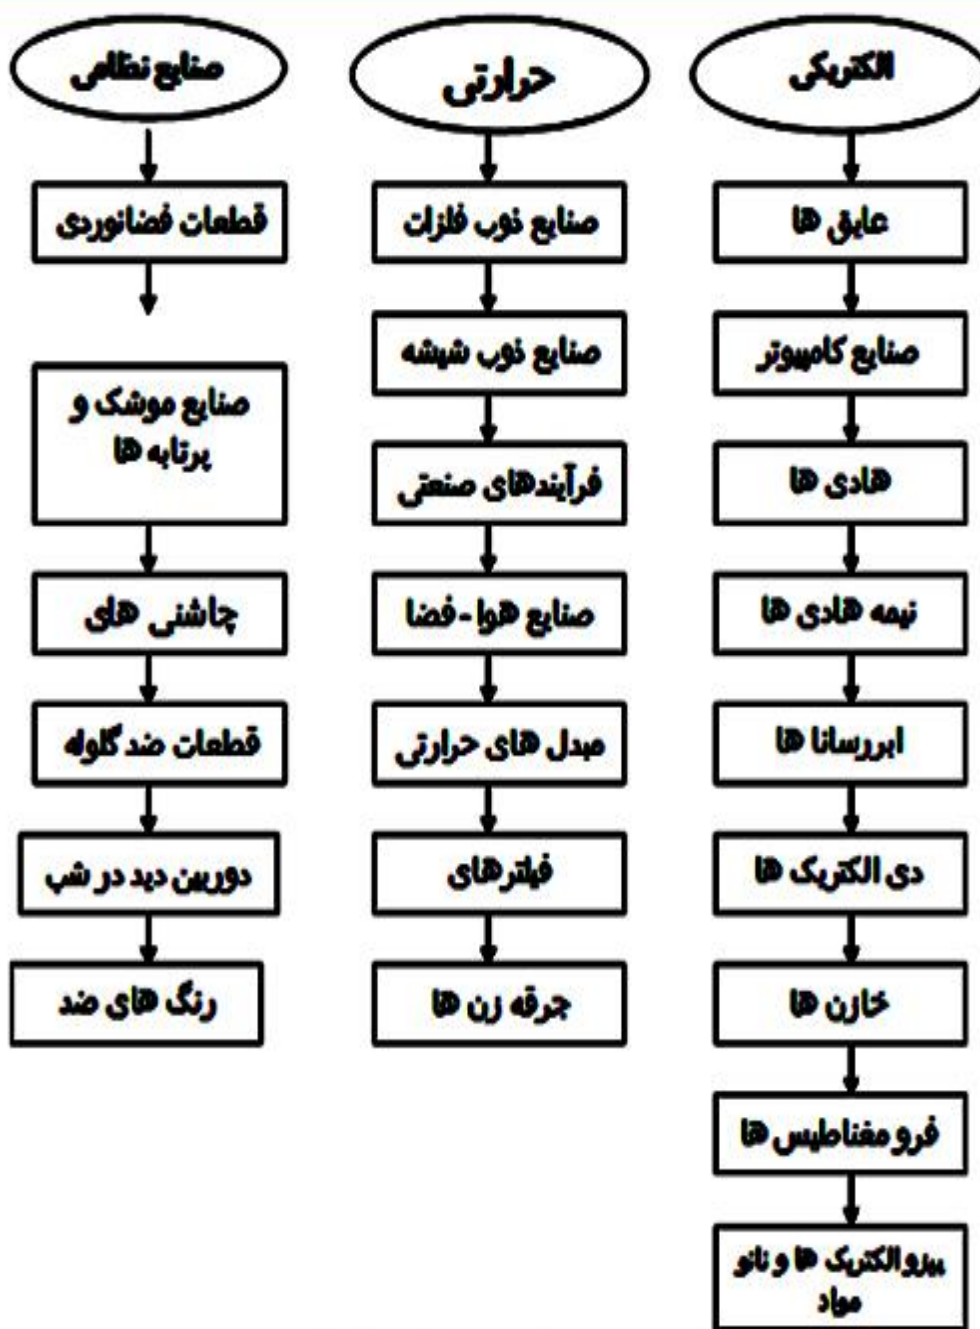 الکتریکی
عایق ها
صنایع کامپیوتر
هادی ها
نیمه هادی ها
ابررسانا ها
دی الکتریک ها
خازن ها
فرو مغناطیس ها
پیزو الکتریک ها و نانو
مواد
حرارتی
صنایع ذوب فلزات
صنایع ذوب شیشه
فرآیندهای صنعتی
صنایع هوا - فضا
مبدل های حرارتی
فیلترهای
جرقه زن ها
صنایع نظامی
قطعات فضانوردی
صنایع موشک و
پرتابه ها
چاشنی های
قطعات ضد گلوله
دوربین دید در شب
رنگ های ضد